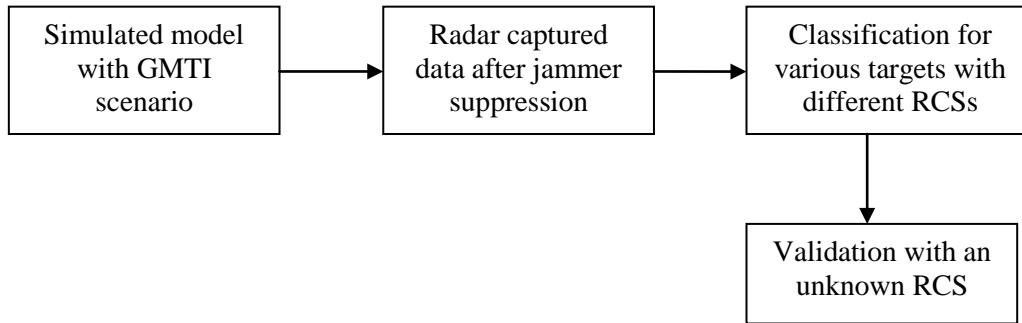 Simulated model
with GMTI
scenario
Radar captured
data after jammer
suppression
Classification for
various targets with
different RCSs
Validation with an
unknown RCS